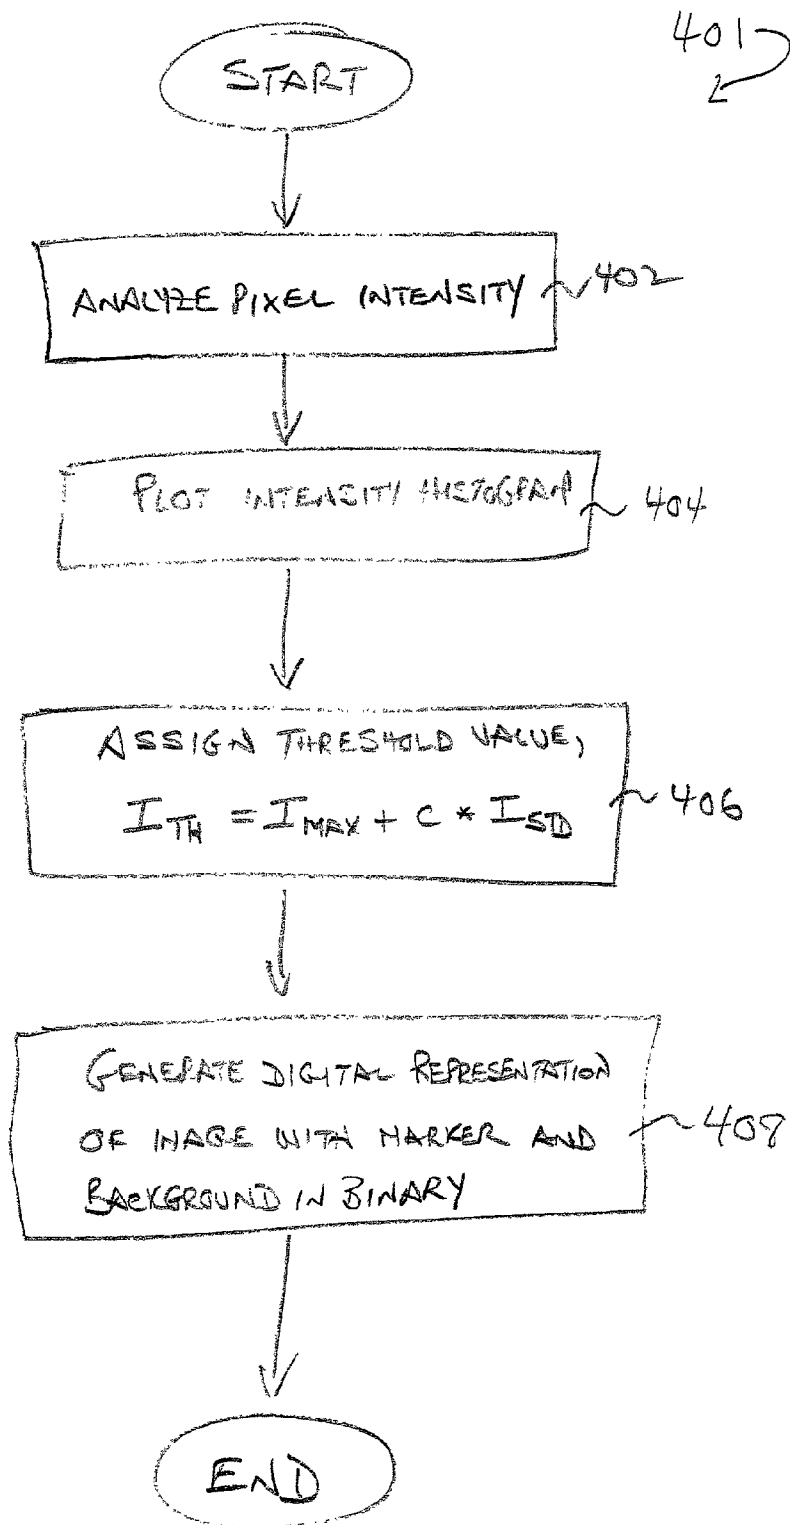 401
START
ANALYZE PIXEL INTENSITY
402
PLOT INTENSITY HISTOGRAM
404
ASSIGN THRESHOLD VALUE,
I_TH = I_MAX + C * I_STD
406
GENERATE DIGITAL REPRESENTATION
OF IMAGE WITH MARKER AND
BACKGROUND IN BINARY
408
END